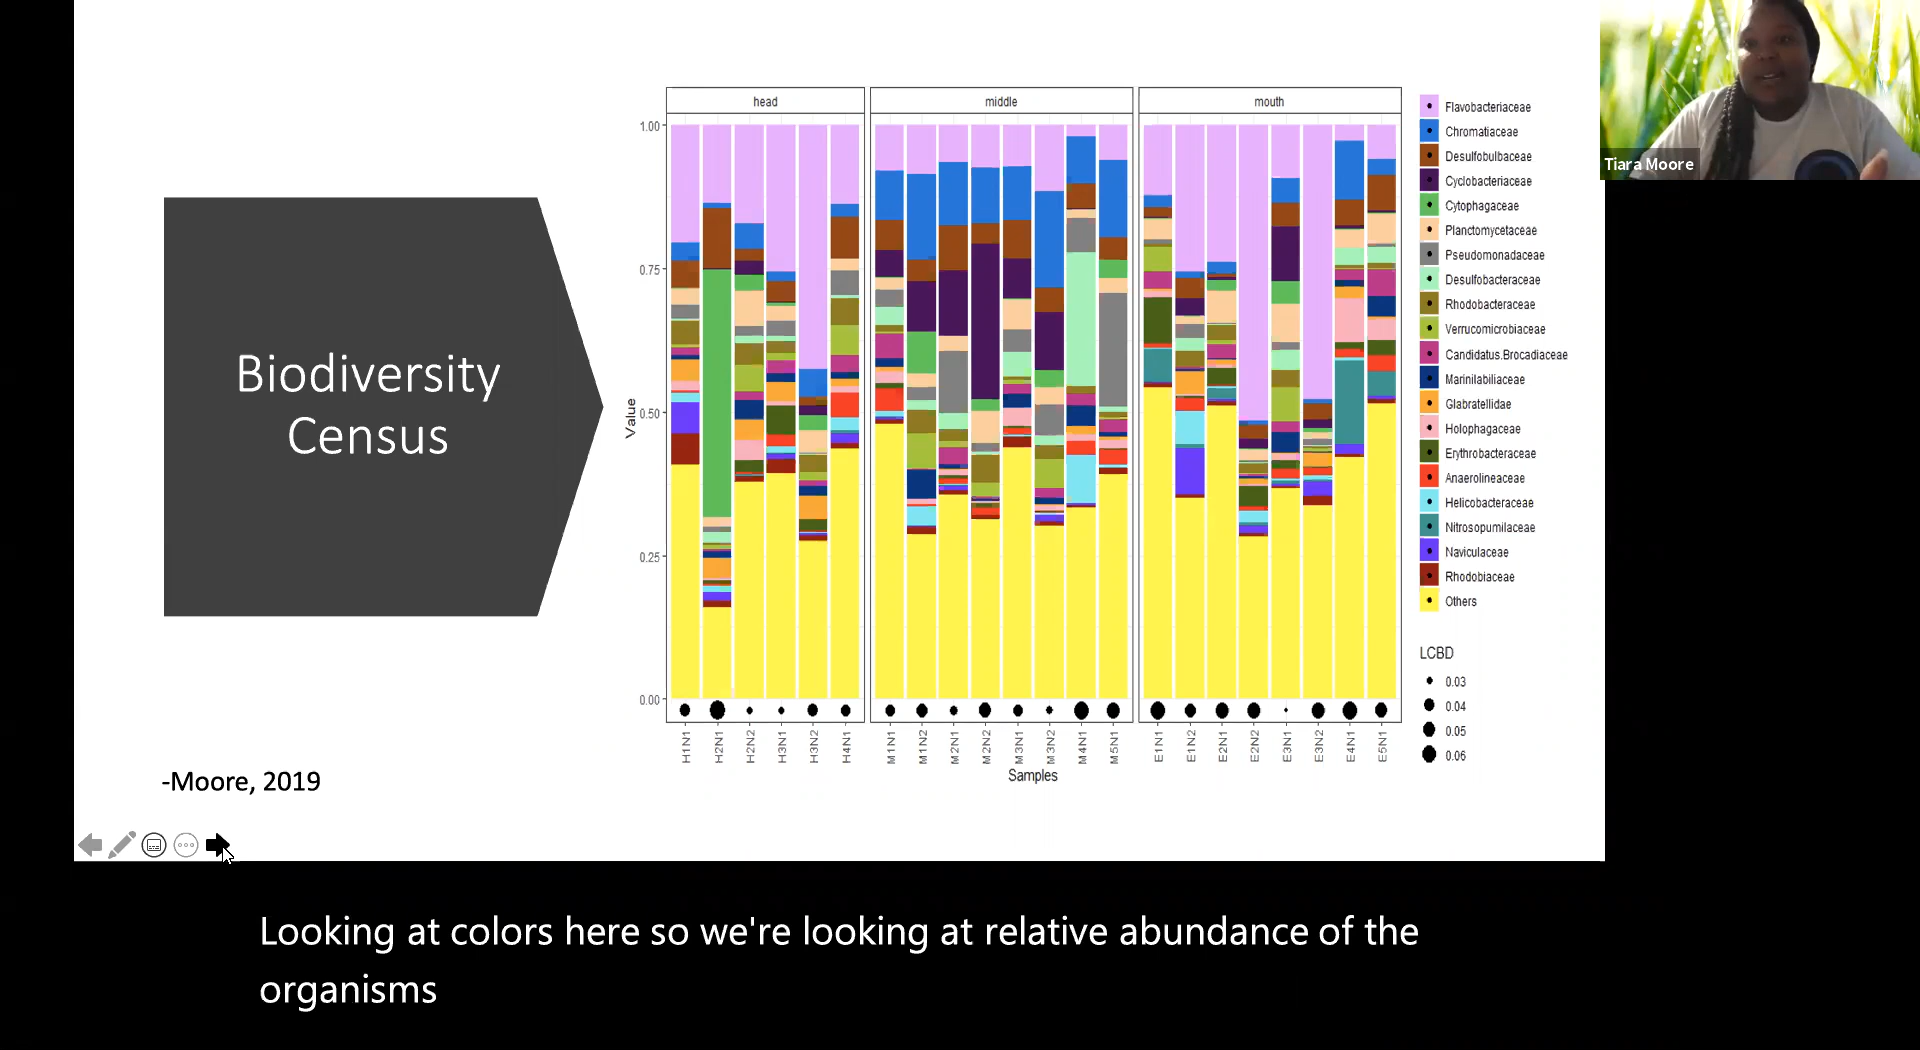 Biodiversity
Census
-Moore, 2019
head
middle
mouth
1.00
0.75
0.50
0.25
0.00
Value
H1N1
H2N1
H2N2
H3N1
H3N2
H4N1
M1N1
M1N2
M2N1
M2N2
M3N1
M3N2
M4N1
M5N1
E1N1
E1N2
E2N1
E2N2
E3N1
E3N2
E4N1
E5N1
Samples
Flavobacteriaceae
Chromatiaceae
Desulfobulbaceae
Cyclobacteriaceae
Cytophagaceae
Planctomycetaceae
Pseudomonadaceae
Desulfobacteraceae
Rhodobacteraceae
Verrucomicrobiaceae
Candidatus.Brocadiaceae
Marinilabiliaceae
Glabratellidae
Holophagaceae
Erythrobacteraceae
Anaerolineaceae
Helicobacteraceae
Nitrosopumilaceae
Naviculaceae
Rhodobiaceae
Others
LCBD
0.03
0.04
0.05
0.06
Tiara Moore
Looking at colors here so we're looking at relative abundance of the
organisms